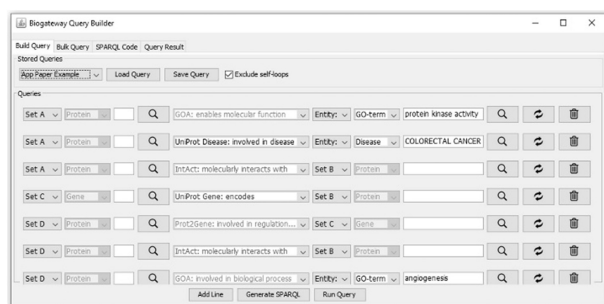 Biogateway Query Builder
Build Query Bulk Query SPARQL Code Query Result
Stored Queries
App Paper Example Load Query Save Query Exclude self-loops
Queries
Set A Protein GOA: enables molecular function Entity: GO-term protein kinase activity
Set A Protein UniProt Disease: involved in disease Entity: Disease COLORECTAL CANCER
Set A Protein IntAct: molecularly interacts with Set B Protein
Set C Gene UniProt Gene: encodes Set B Protein
Set D Protein Prot2Gene: involved in regulation... Set C Gene
Set D Protein IntAct: molecularly interacts with Set B Protein
Set D Protein GOA: involved in biological process Entity: GO-term angiogenesis
Add Line Generate SPARQL Run Query